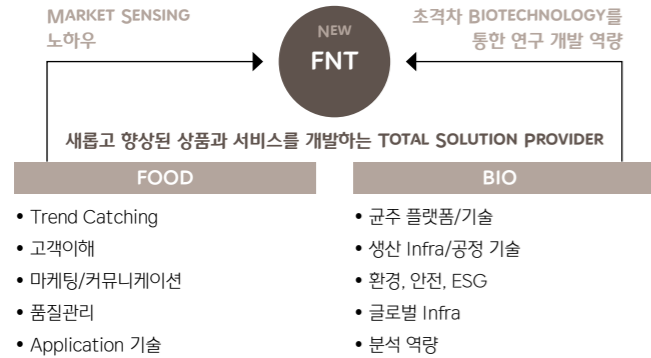 MARKET SENSING
노하우
NEW
FNT
초격차 BIOTECHNOLOGY를
통한 연구 개발 역량
새롭고 향상된 상품과 서비스를 개발하는 TOTAL SOLUTION PROVIDER
FOOD
• Trend Catching
• 고객이해
• 마케팅/커뮤니케이션
• 품질관리
• Application 기술
BIO
• 균주 플랫폼/기술
• 생산 Infra/공정 기술
• 환경, 안전, ESG
• 글로벌 Infra
• 분석 역량